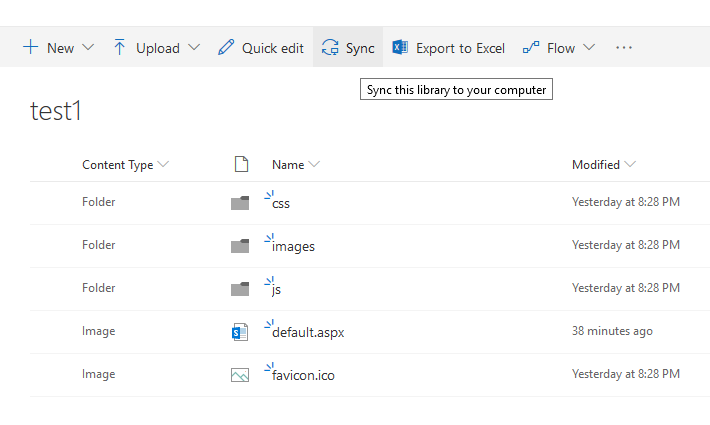 New Upload Quick edit Sync Export to Excel Flow ...
Sync this library to your computer
test1
Content Type Name Modified
Folder css Yesterday at 8:28 PM
Folder images Yesterday at 8:28 PM
Folder js Yesterday at 8:28 PM
Image default.aspx 38 minutes ago
Image favicon.ico Yesterday at 8:28 PM